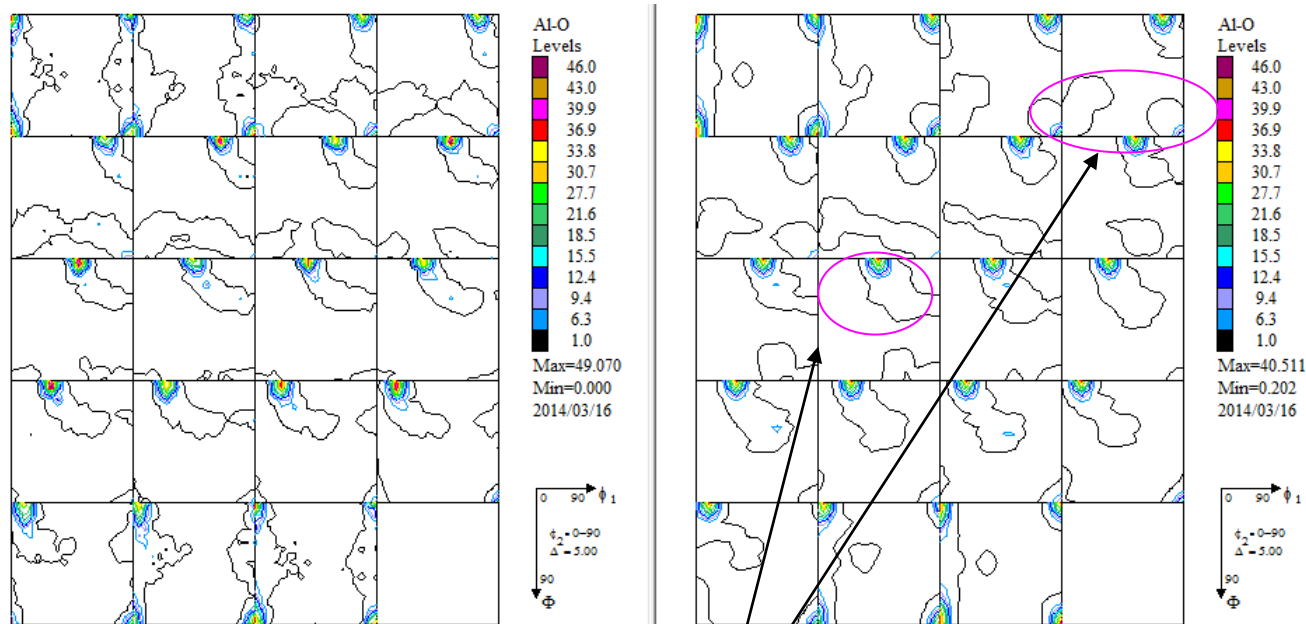 Al-O
Levels
46.0
43.0
39.9
36.9
33.8
30.7
27.7
21.6
18.5
15.5
12.4
9.4
6.3
1.0
Max=49.070
Min=0.000
2014/03/16
0 90 ϕ1
ϕ2= 0-90
Δ = 5.00
90
Φ
Al-O
Levels
46.0
43.0
39.9
36.9
33.8
30.7
27.7
21.6
18.5
15.5
12.4
9.4
6.3
1.0
Max=40.511
Min=0.202
2014/03/16
0 90 ϕ1
ϕ2= 0-90
Δ = 5.00
90
Φ